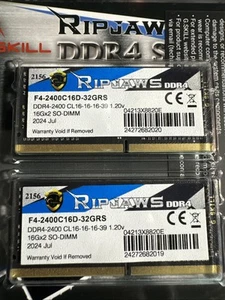 SKILL
DDR4 S
2156
RIPJAWS
DDR4
F4-2400C16D-32GRS
DDR4-2400 CL16-16-16-39 1.20v
16Gx2 SO-DIMM
2024 Jul
Warranty Void If Removed
04213X8820E
24272682020
2156
RIPJAWS
DDR4
F4-2400C16D-32GRS
DDR4-2400 CL16-16-16-39 1.20v
16Gx2 SO-DIMM
2024 Jul
Warranty Void If Removed
04213X8820E
24272682019